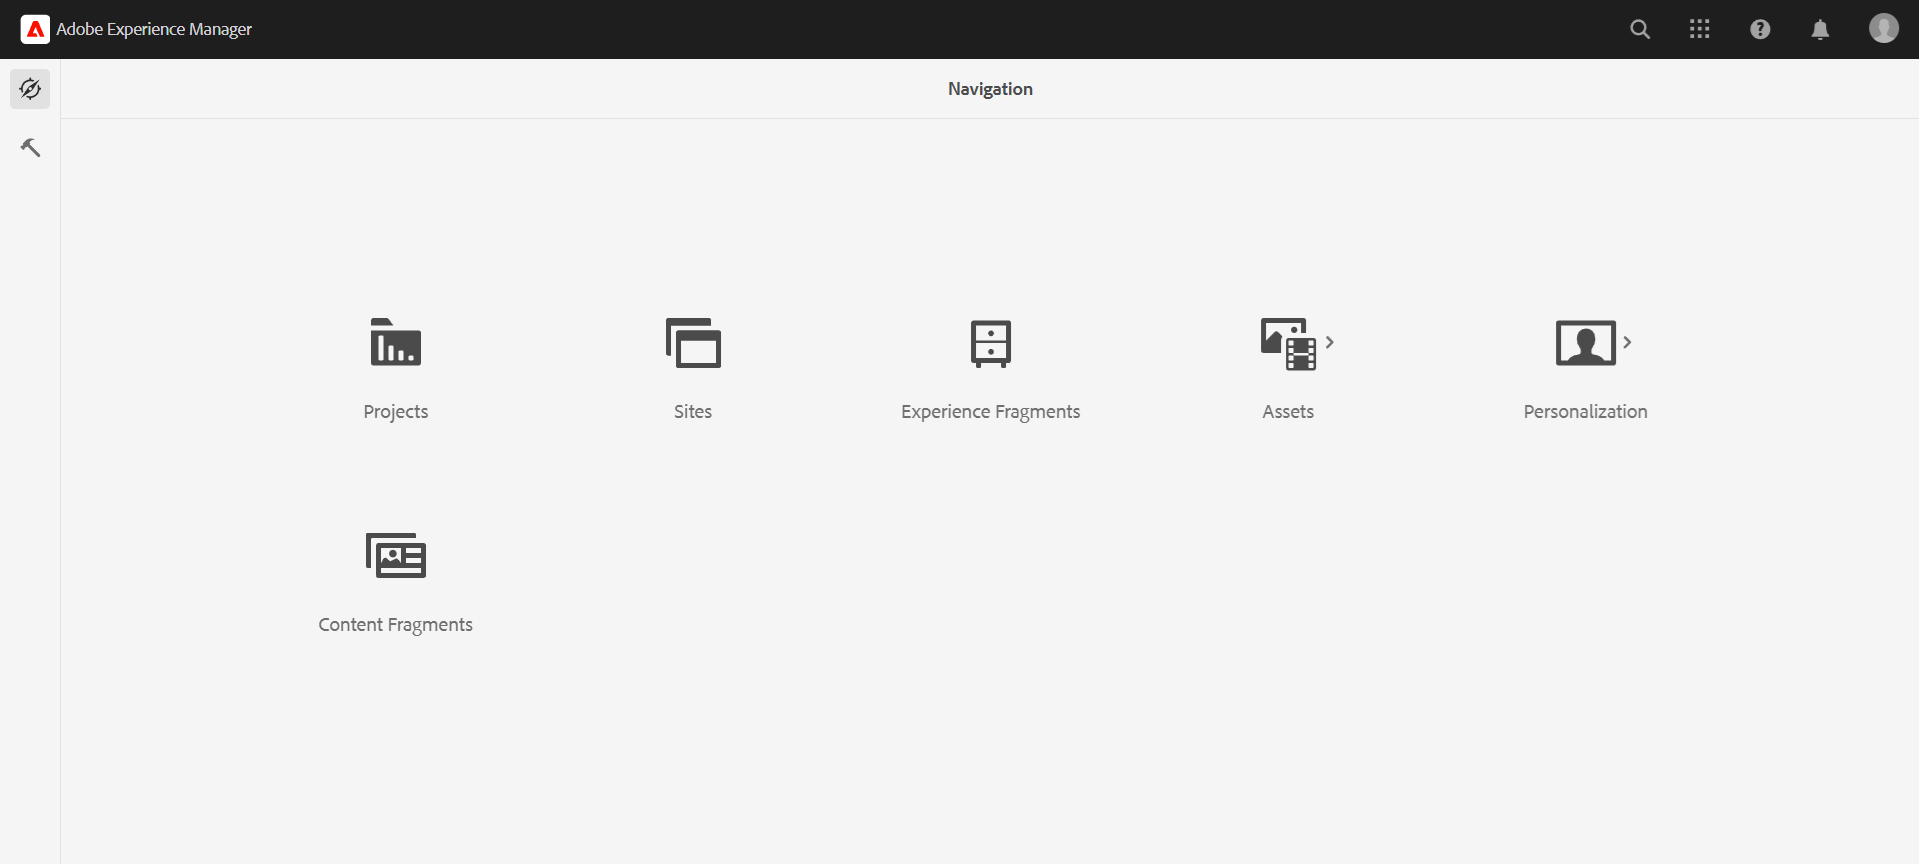 Adobe Experience Manager
Navigation
Projects
Sites
Experience Fragments
Assets
Personalization
Content Fragments